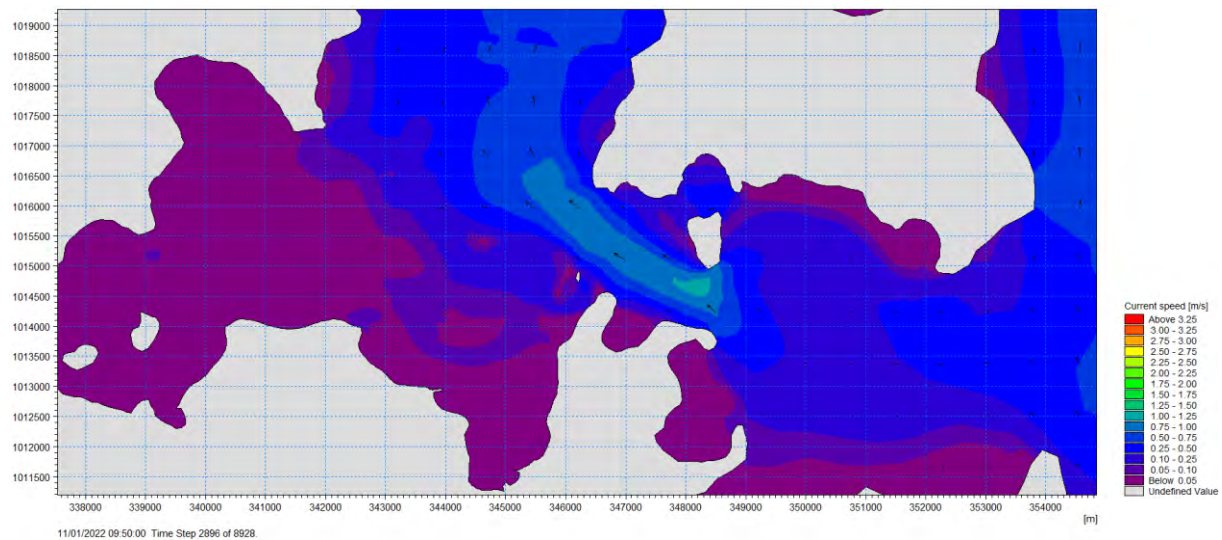 1019000
1018500
1018000
1017500
1017000
1016500
1016000
1015500
1015000
1014500
1014000
1013500
1013000
1012500
1012000
1011500
338000 339000 340000 341000 342000 343000 344000 345000 346000 347000 348000 349000 350000 351000 352000 353000 354000
[m]
11/01/2022 09:50:00 Time Step 2896 of 8928.
Current speed [m/s]
Above 3.25
3.00 - 3.25
2.75 - 3.00
2.50 - 2.75
2.25 - 2.50
2.00 - 2.25
1.75 - 2.00
1.50 - 1.75
1.25 - 1.50
1.00 - 1.25
0.75 - 1.00
0.50 - 0.75
0.25 - 0.50
0.10 - 0.25
0.05 - 0.10
Below 0.05
Undefined Value